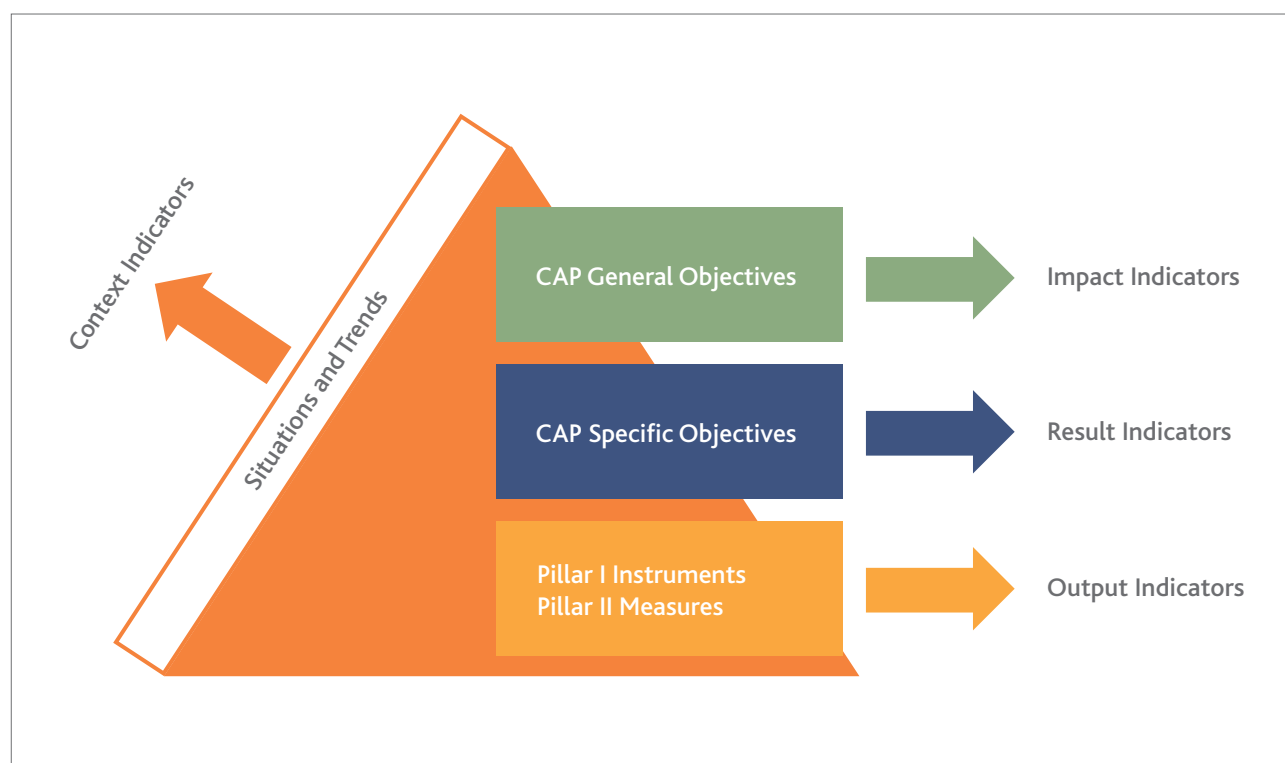 Context Indicators
Situations and Trends
CAP General Objectives
Impact Indicators
CAP Specific Objectives
Result Indicators
Pillar I Instruments
Pillar II Measures
Output Indicators